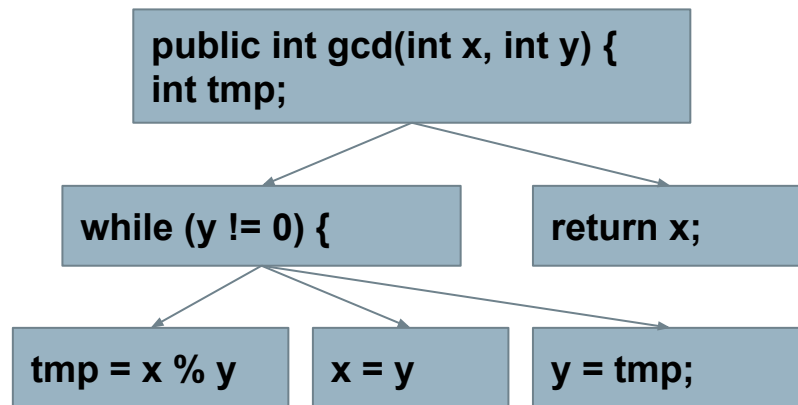 public int gcd(int x, int y) {
int tmp;
while (y != 0) {
return x;
tmp = x % y
x = y
y = tmp;